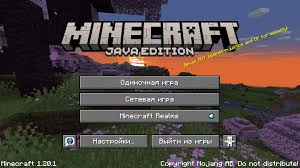 MINECRAFT
JAVA EDITION
Одиночная игра
Сетевая игра
Minecraft Realms
Настройки...
Выйти из игры
Minecraft 1.20.1
Copyright Mojang AB. Do not distribute!